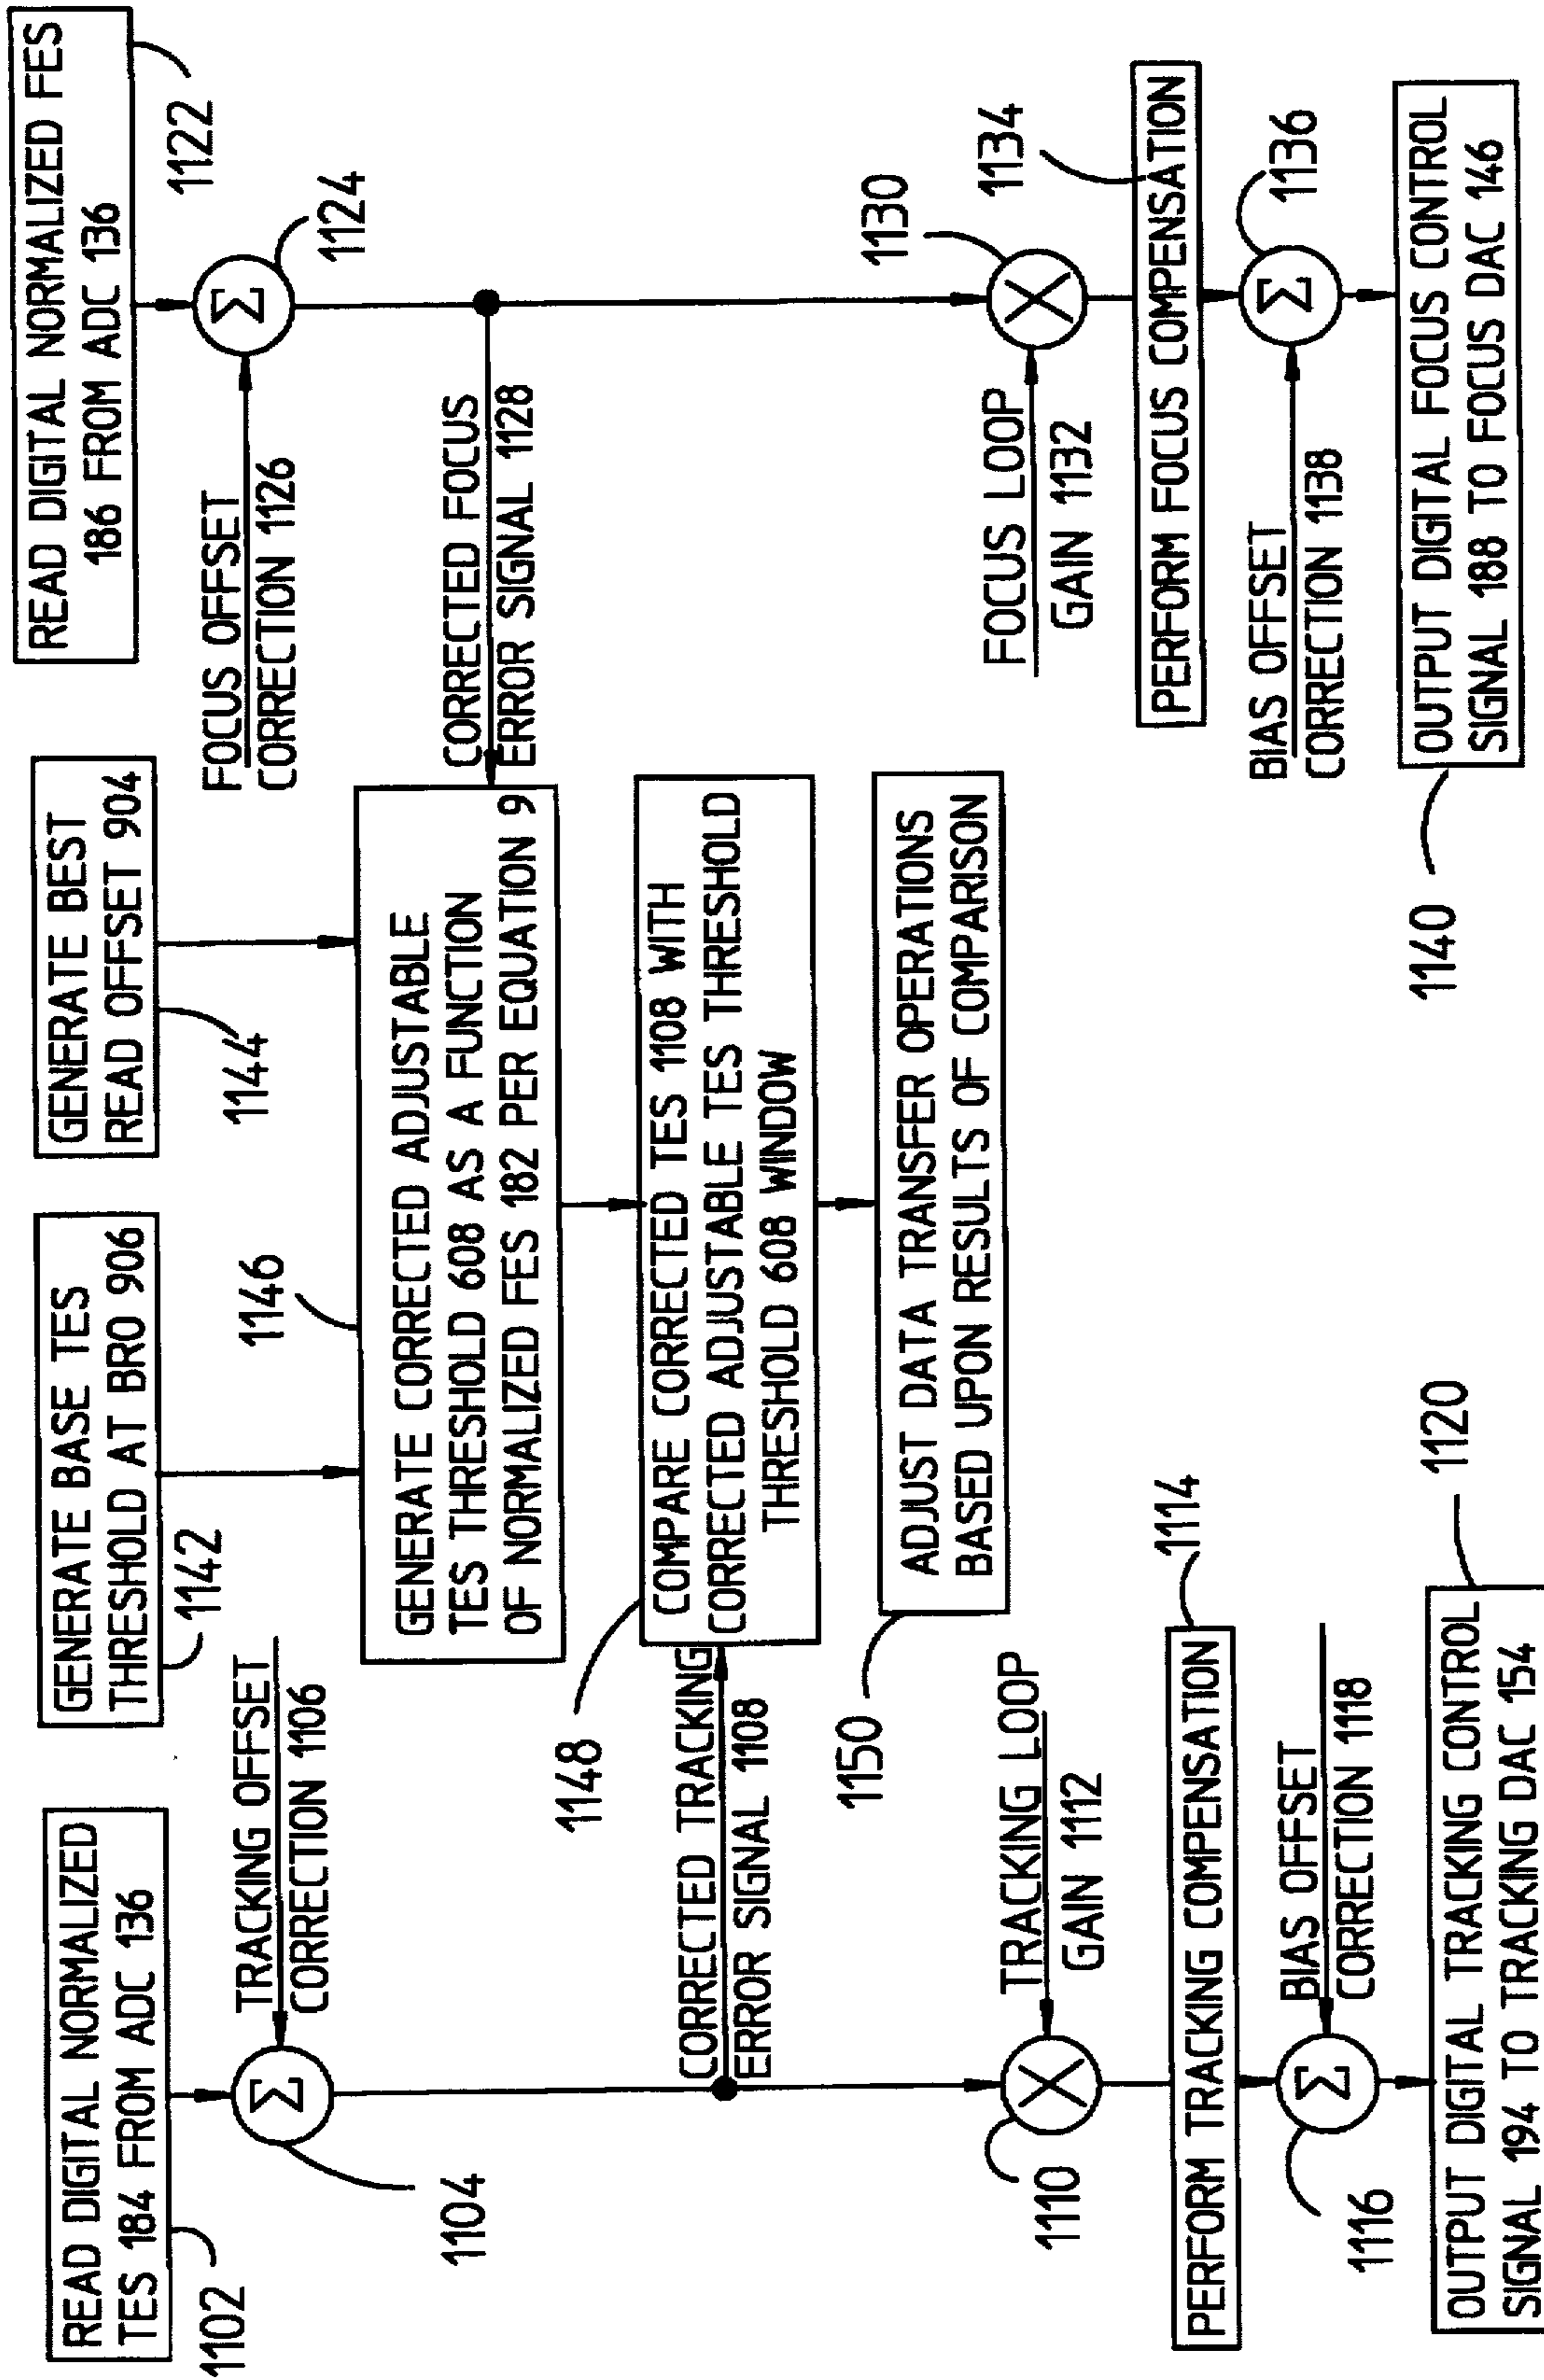 READ DIGITAL NORMALIZED
TES 184 FROM ADC 136
1102
TRACKING OFFSET
CORRECTION 1106
Σ
1104
CORRECTED TRACKING
ERROR SIGNAL 1108
TRACKING LOOP
GAIN 1112
X
1110
PERFORM TRACKING COMPENSATION
1114
BIAS OFFSET
CORRECTION 1118
Σ
1116
OUTPUT DIGITAL TRACKING CONTROL
SIGNAL 194 TO TRACKING DAC 154
1120
GENERATE BASE TES
THRESHOLD AT BRO 906
1142
GENERATE BEST
READ OFFSET 904
1144
1146
GENERATE CORRECTED ADJUSTABLE
TES THRESHOLD 608 AS A FUNCTION
OF NORMALIZED FES 182 PER EQUATION 9
1148
COMPARE CORRECTED TES 1108 WITH
CORRECTED ADJUSTABLE TES THRESHOLD
THRESHOLD 608 WINDOW
1150
ADJUST DATA TRANSFER OPERATIONS
BASED UPON RESULTS OF COMPARISON
READ DIGITAL NORMALIZED FES
186 FROM ADC 136
1122
FOCUS OFFSET
CORRECTION 1126
Σ
1124
CORRECTED FOCUS
ERROR SIGNAL 1128
FOCUS LOOP
GAIN 1132
X
1130
PERFORM FOCUS COMPENSATION
1134
BIAS OFFSET
CORRECTION 1138
Σ
1136
OUTPUT DIGITAL FOCUS CONTROL
SIGNAL 188 TO FOCUS DAC 146
1140